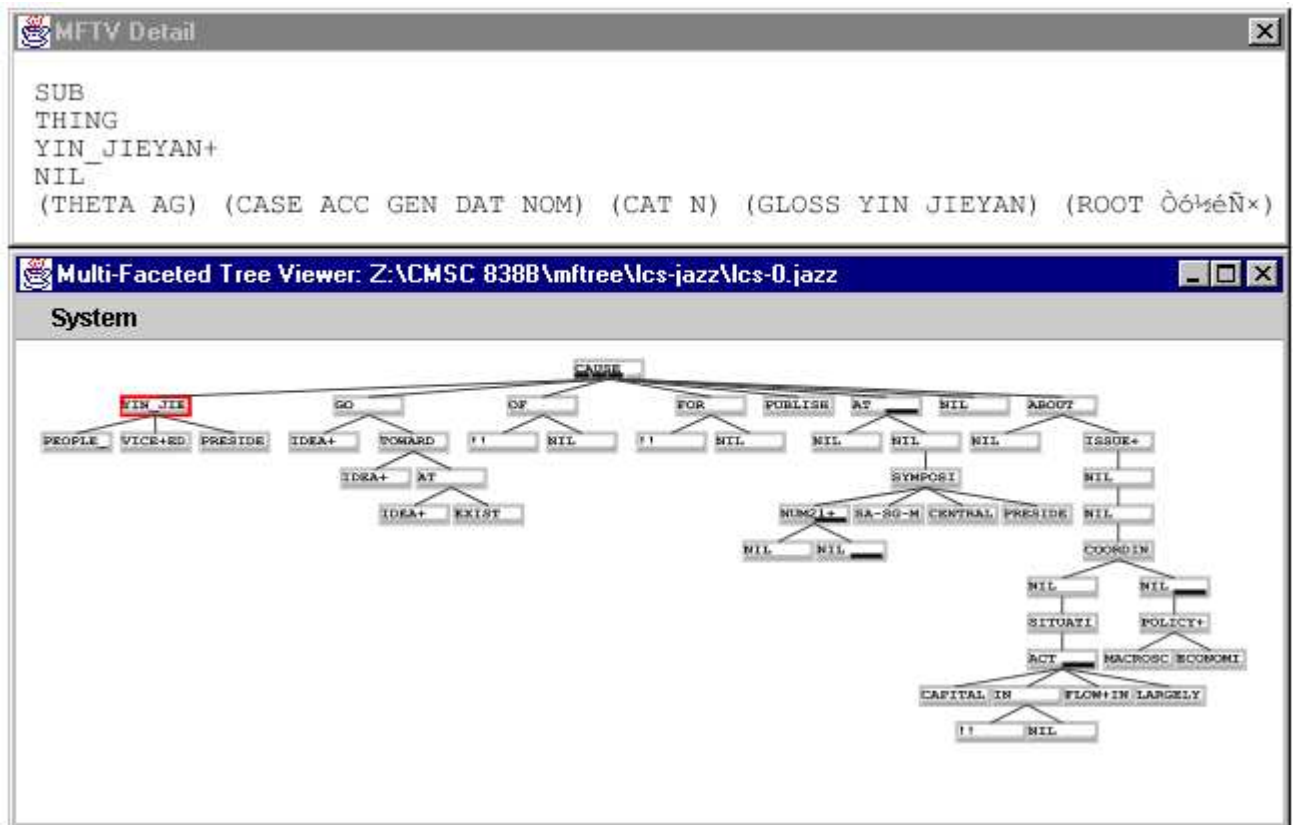 MFTV Detail
SUB
THING
YIN_JIEYAN+
NIL
(THETA AG) (CASE ACC GEN DAT NOM) (CAT N) (GLOSS YIN JIEYAN) (ROOT Òó½éÑ×)
Multi-Faceted Tree Viewer: Z:\CMSC 838B\mftree\lcs-jazz\lcs-0.jazz
System
CAUSE
YIN_JIE GO OF FOR PUBLISH AT NIL ABOUT
PEOPLE_ VICE+ED PRESIDE IDEA+ TOWARD !! NIL !! NIL NIL NIL NIL ISSUE+
IDEA+ AT SYMPOSI NIL
IDEA+ EXIST NUM21+ SA-SG-M CENTRAL PRESIDE NIL
NIL NIL COORDIN
NIL NIL
SITUATI POLICY+
ACT MACROSC ECONOMI
CAPITAL IN FLOW+IN LARGELY
!! NIL